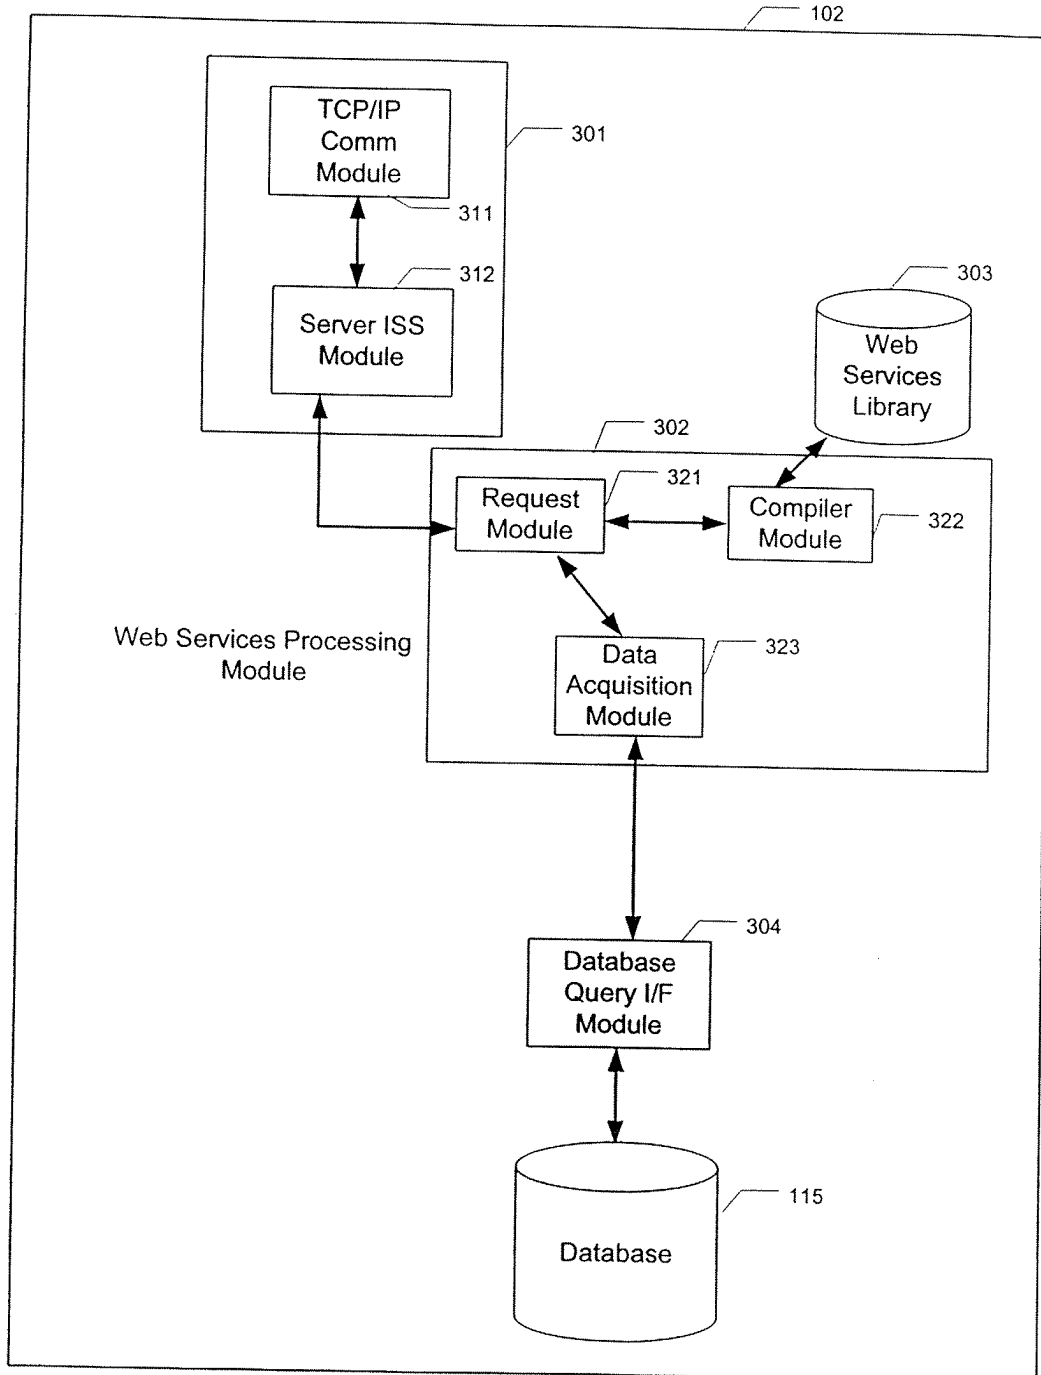 102
TCP/IP
Comm
Module
301
311
312
Server ISS
Module
303
Web
Services
Library
302
321
Request
Module
Compiler
Module
322
Web Services Processing
Module
323
Data
Acquisition
Module
304
Database
Query I/F
Module
115
Database